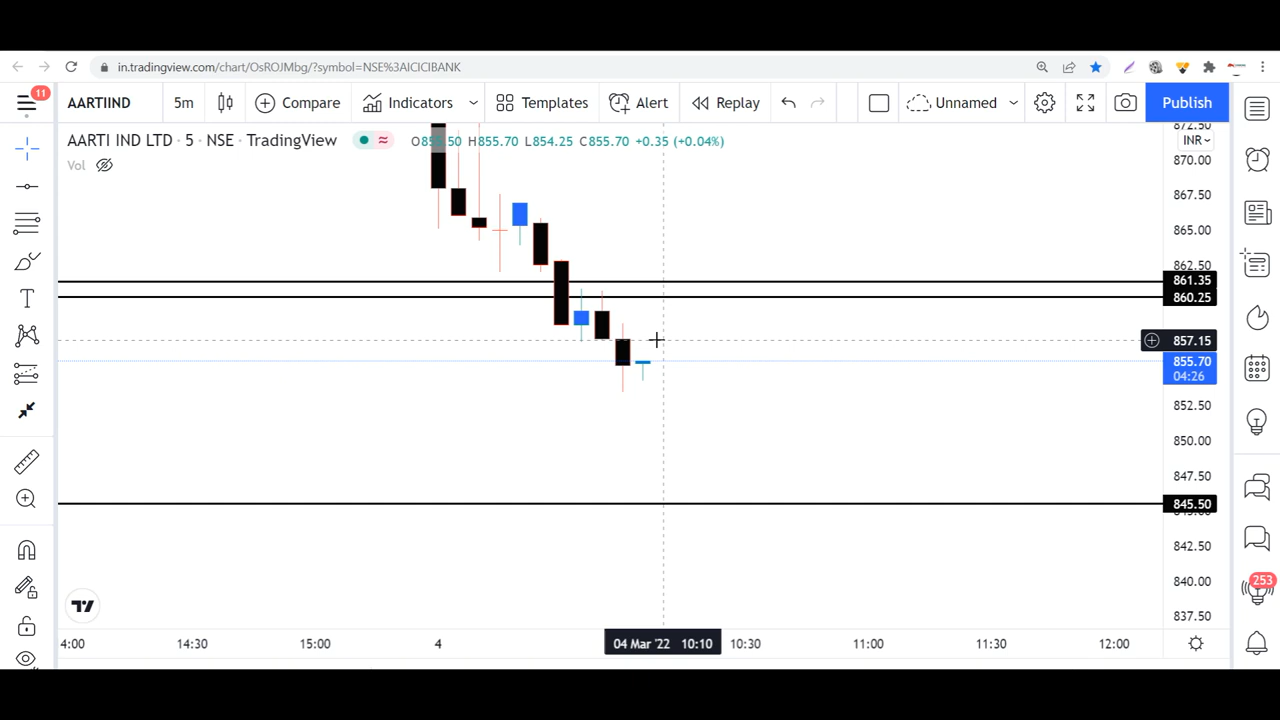 in.tradingview.com/chart/OsROJMbg/?symbol=NSE%3AICICIBANK
11
AARTIIND
5m
Compare
Indicators
Templates
Alert
Replay
Unnamed
Publish
AARTI IND LTD · 5 · NSE · TradingView
O855.50 H855.70 L854.25 C855.70 +0.35 (+0.04%)
Vol
INR
872.50
870.00
867.50
865.00
862.50
861.35
860.25
857.15
855.70
04:26
852.50
850.00
847.50
845.50
842.50
840.00
837.50
253
4:00
14:30
15:00
4
04 Mar '22 10:10
10:30
11:00
11:30
12:00